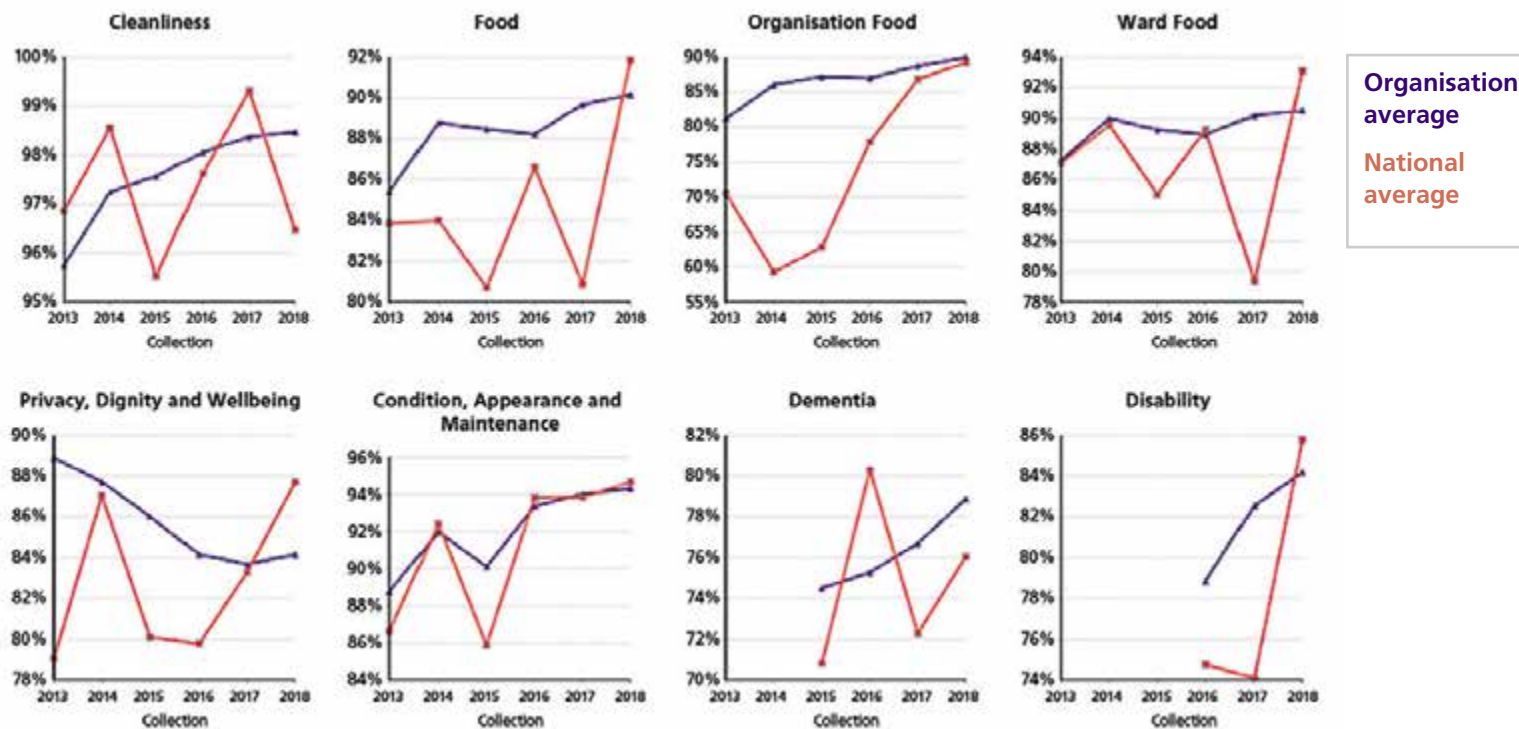 Cleanliness
100%
99%
98%
97%
96%
95%
2013 2014 2015 2016 2017 2018
Collection
Food
92%
90%
88%
86%
84%
82%
80%
2013 2014 2015 2016 2017 2018
Collection
Organisation Food
90%
85%
80%
75%
70%
65%
60%
55%
2013 2014 2015 2016 2017 2018
Collection
Ward Food
94%
92%
90%
88%
86%
84%
82%
80%
78%
2013 2014 2015 2016 2017 2018
Collection
Organisation
average
National
average
Privacy, Dignity and Wellbeing
90%
88%
86%
84%
82%
80%
78%
2013 2014 2015 2016 2017 2018
Collection
Condition, Appearance and
Maintenance
96%
94%
92%
90%
88%
86%
84%
2013 2014 2015 2016 2017 2018
Collection
Dementia
82%
80%
78%
76%
74%
72%
70%
2013 2014 2015 2016 2017 2018
Collection
Disability
86%
84%
82%
80%
78%
76%
74%
2013 2014 2015 2016 2017 2018
Collection